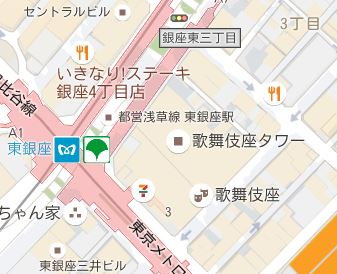 セントラルビル
3丁目
銀座東三丁目
いきなり!ステーキ
銀座4丁目店
比谷線
都営浅草線 東銀座駅
A1
東銀座
歌舞伎座タワー
7
歌舞伎座
ちゃん家
3
東京メトロ
東銀座三井ビル